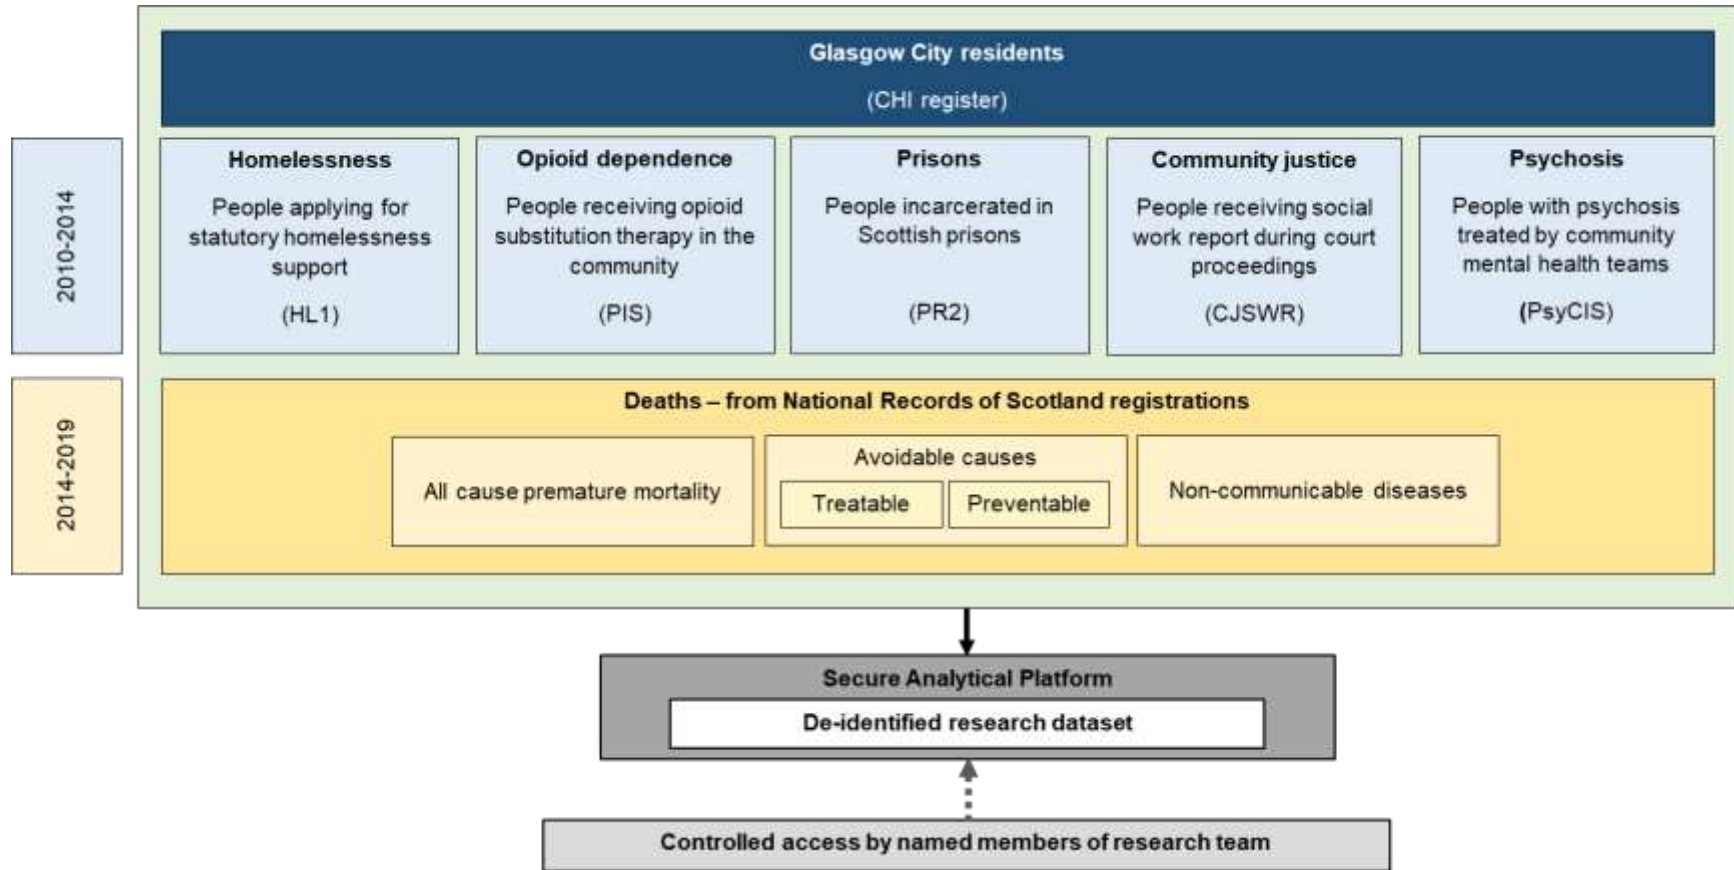 Glasgow City residents
(CHI register)
2010-2014
Homelessness
People applying for
statutory homelessness
support
(HL1)
Opioid dependence
People receiving opioid
substitution therapy in the
community
(PIS)
Prisons
People incarcerated in
Scottish prisons
(PR2)
Community justice
People receiving social
work report during court
proceedings
(CJSWR)
Psychosis
People with psychosis
treated by community
mental health teams
(PsyCIS)
2014-2019
Deaths – from National Records of Scotland registrations
All cause premature mortality
Avoidable causes
Treatable
Preventable
Non-communicable diseases
Secure Analytical Platform
De-identified research dataset
Controlled access by named members of research team